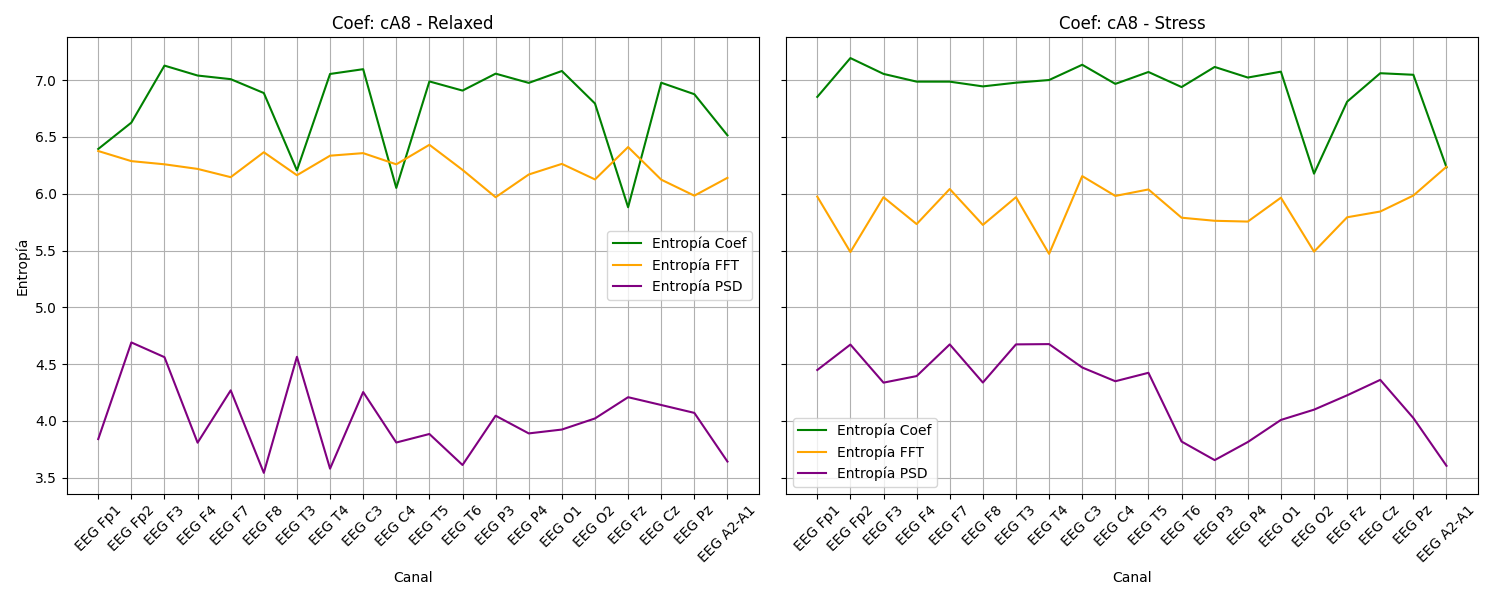 Coef: cA8 - Relaxed
Entropía
7.0
6.5
6.0
5.5
5.0
4.5
4.0
3.5
Entropía Coef
Entropía FFT
Entropía PSD
EEG Fp1
EEG Fp2
EEG F3
EEG F4
EEG F7
EEG F8
EEG T3
EEG T4
EEG C3
EEG C4
EEG T5
EEG T6
EEG P3
EEG P4
EEG O1
EEG O2
EEG Fz
EEG Cz
EEG Pz
EEG A2-A1
Canal
Coef: cA8 - Stress
Entropía Coef
Entropía FFT
Entropía PSD
EEG Fp1
EEG Fp2
EEG F3
EEG F4
EEG F7
EEG F8
EEG T3
EEG T4
EEG C3
EEG C4
EEG T5
EEG T6
EEG P3
EEG P4
EEG O1
EEG O2
EEG Fz
EEG Cz
EEG Pz
EEG A2-A1
Canal